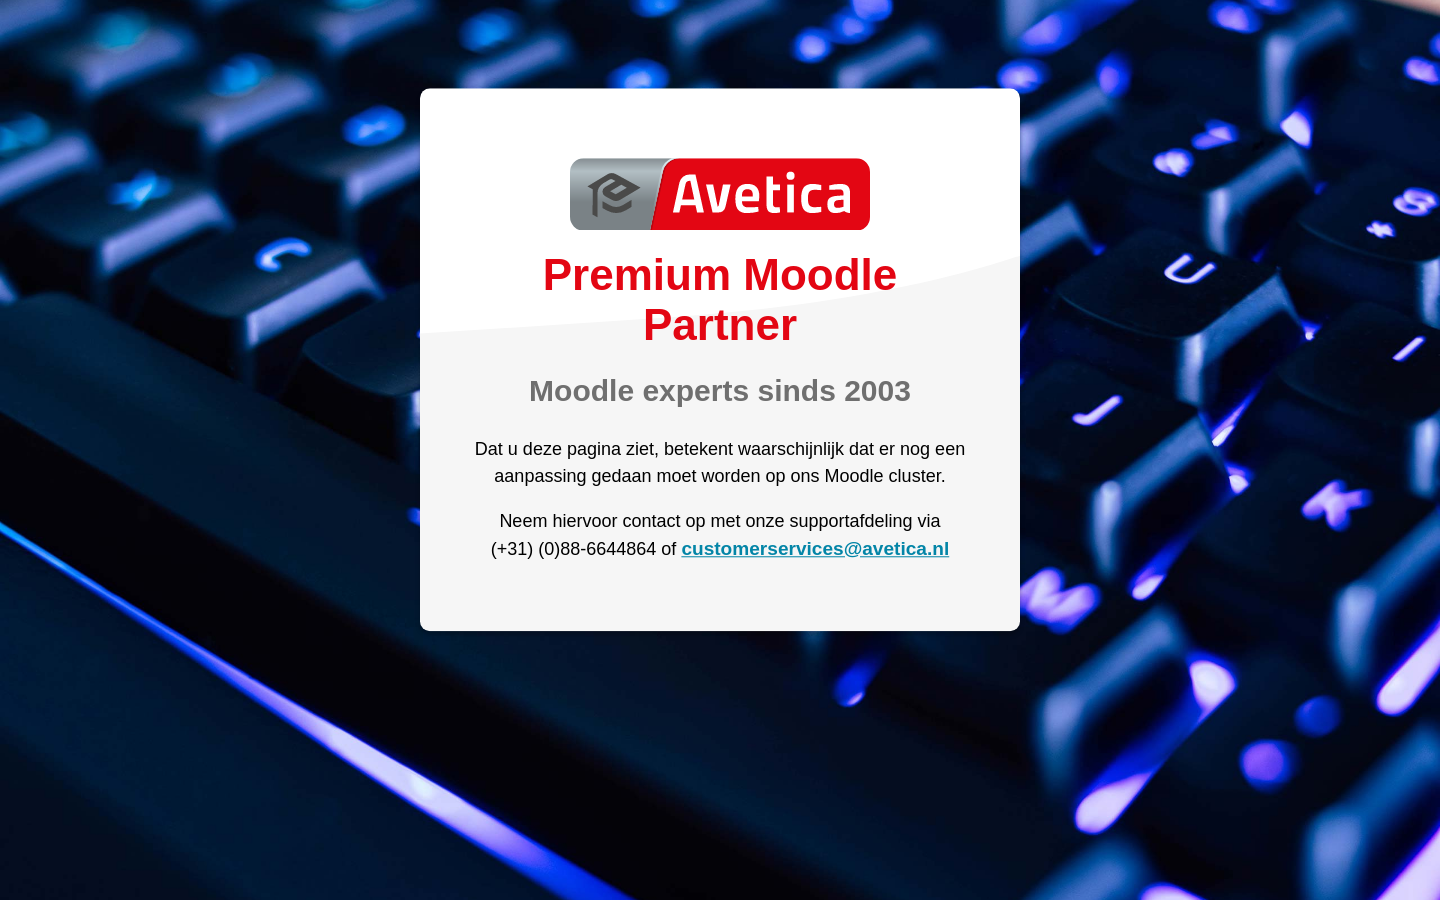 Avetica
Premium Moodle
Partner
Moodle experts sinds 2003
Dat u deze pagina ziet, betekent waarschijnlijk dat er nog een
aanpassing gedaan moet worden op ons Moodle cluster.
Neem hiervoor contact op met onze supportafdeling via
(+31) (0)88-6644864 of customerservices@avetica.nl
X
C
7
U
8
*
I
J
K
M